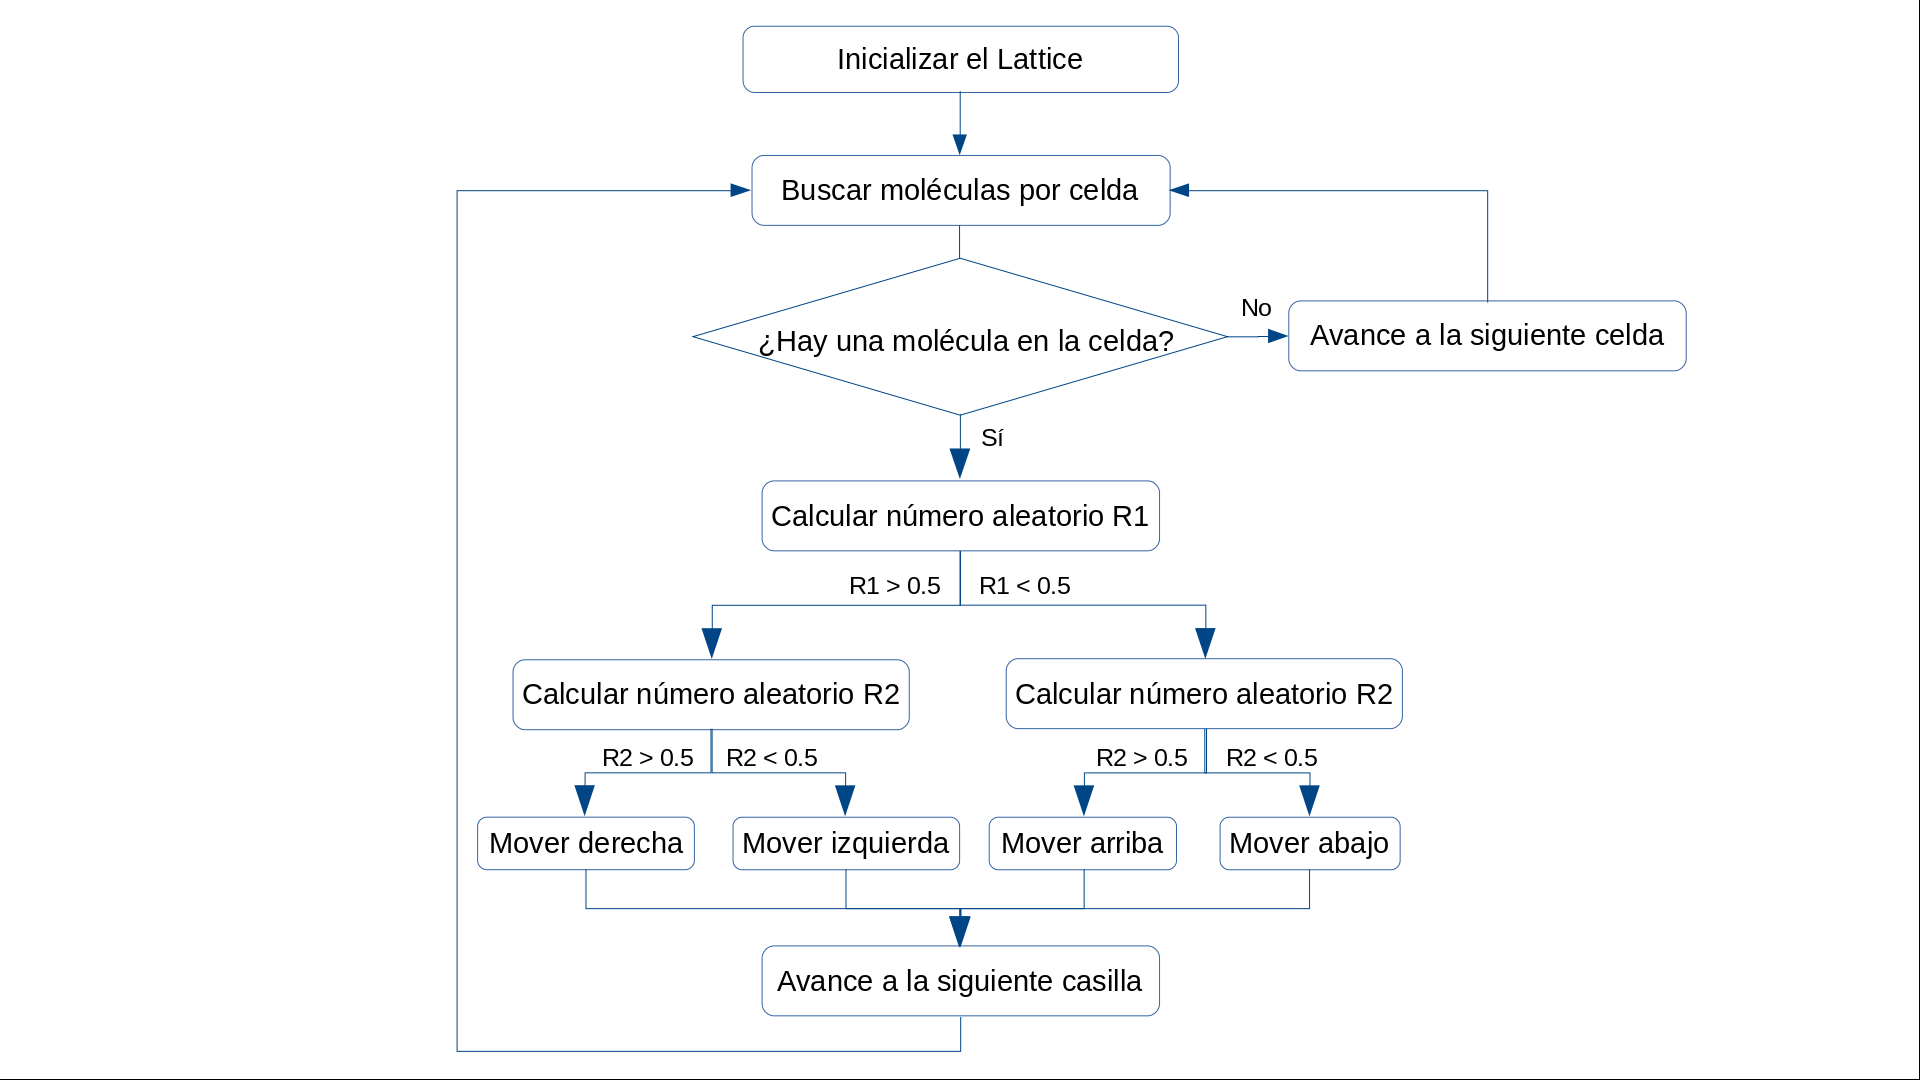 Inicializar el Lattice
Buscar moléculas por celda
¿Hay una molécula en la celda?
No
Avance a la siguiente celda
Sí
Calcular número aleatorio R1
R1 > 0.5
R1 < 0.5
Calcular número aleatorio R2
Calcular número aleatorio R2
R2 > 0.5
R2 < 0.5
R2 > 0.5
R2 < 0.5
Mover derecha
Mover izquierda
Mover arriba
Mover abajo
Avance a la siguiente casilla